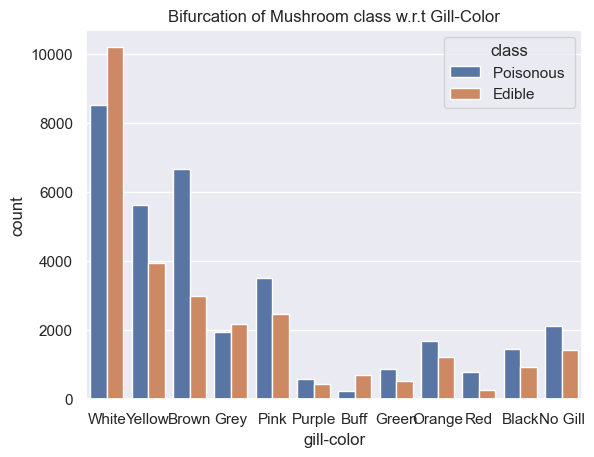 Bifurcation of Mushroom class w.r.t Gill-Color
class
Poisonous
Edible
10000
8000
6000
4000
2000
0
count
White Yellow Brown Grey Pink Purple Buff Green Orange Red Black No Gill
gill-color